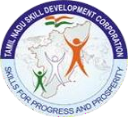 TAMIL NADU SKILL DEVELOPMENT CORPORATION
SKILLS FOR PROGRESS AND PROSPERITY